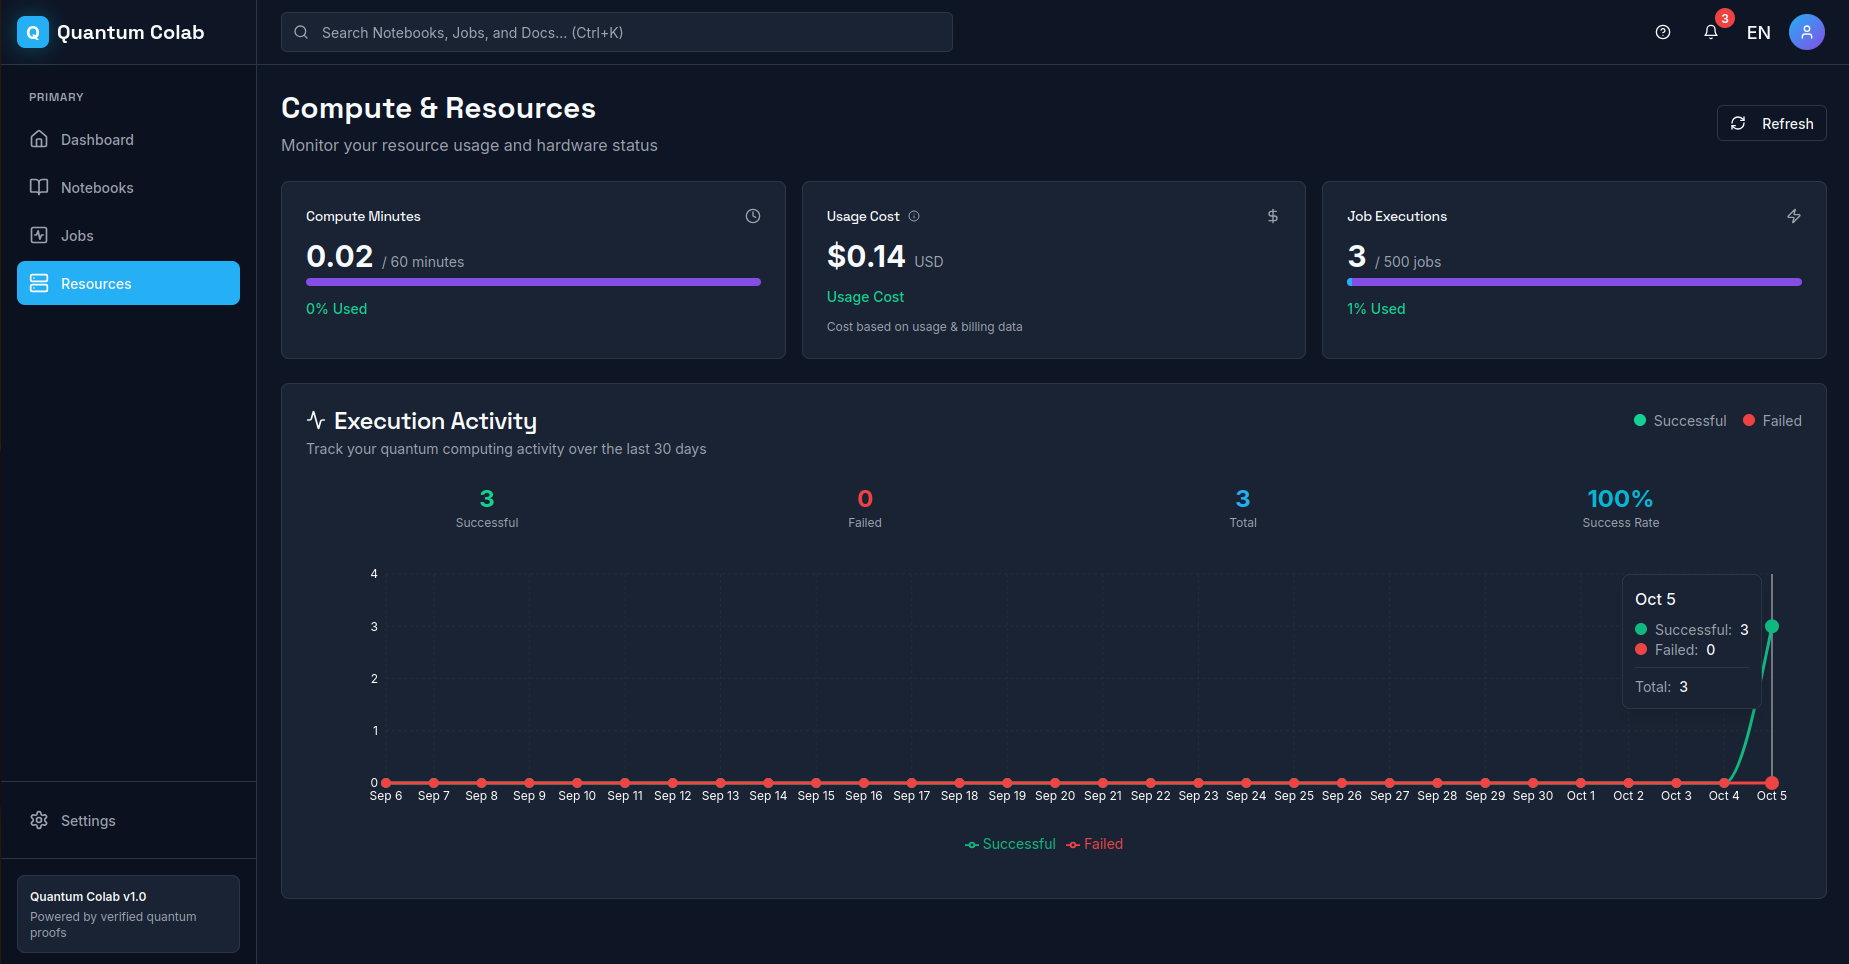 Q Quantum Colab
Search Notebooks, Jobs, and Docs... (Ctrl+K)
3
EN
PRIMARY
Dashboard
Notebooks
Jobs
Resources
Settings
Quantum Colab v1.0
Powered by verified quantum
proofs
Compute & Resources
Monitor your resource usage and hardware status
Refresh
Compute Minutes
0.02 / 60 minutes
0% Used
Usage Cost
$
$0.14 USD
Usage Cost
Cost based on usage & billing data
Job Executions
3 / 500 jobs
1% Used
Execution Activity
Track your quantum computing activity over the last 30 days
Successful Failed
3
Successful
0
Failed
3
Total
100%
Success Rate
4
3
2
1
0
Sep 6 Sep 7 Sep 8 Sep 9 Sep 10 Sep 11 Sep 12 Sep 13 Sep 14 Sep 15 Sep 16 Sep 17 Sep 18 Sep 19 Sep 20 Sep 21 Sep 22 Sep 23 Sep 24 Sep 25 Sep 26 Sep 27 Sep 28 Sep 29 Sep 30 Oct 1 Oct 2 Oct 3 Oct 4 Oct 5
Oct 5
Successful: 3
Failed: 0
Total: 3
Successful Failed